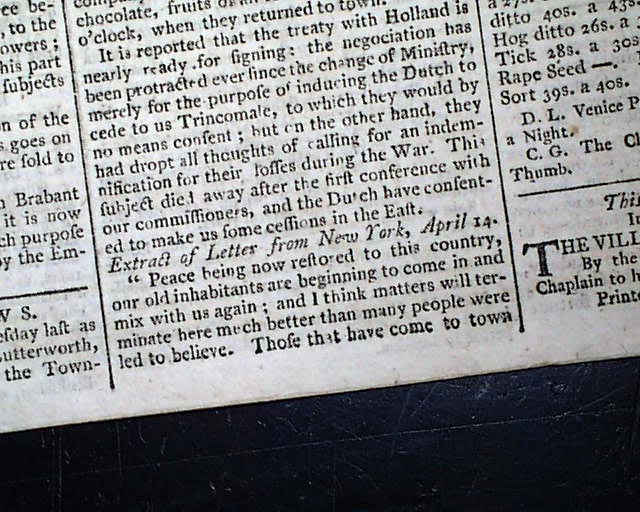 to the
owers;
his part
subjects
n of the
s goes on
re sold to
Brabant
it is now
ch purpose
by the Em-
W S.
esday last as
utterworth,
the Town-
chocolate, fruits
o'clock, when they returned to town.
It is reported that the treaty with Holland is
nearly ready for signing: the negociation has
been protracted ever since the change of Ministry,
merely for the purpose of inducing the Dutch to
cede to us Trincomale, to which they would by
no means consent; but on the other hand, they
had dropt all thoughts of calling for an indem-
nification for their losses during the War. This
subject died away after the first conference with
our commissioners, and the Dutch have consent-
ed to make us some cessions in the East.
Extract of Letter from New York, April 14.
" Peace being now restored to this country,
our old inhabitants are beginning to come in and
mix with us again; and I think matters will ter-
minate here much better than many people were
led to believe. Those that have come to town
ditto 40s. a 43s
Hog ditto 26s. a
Tick 28s. a 30s
Rape Seed —.
Sort 39s. a 40s.
D. L. Venice
a Night.
C. G. The
Thumb.
This
THE VILL
By the
Chaplain to h
Printe